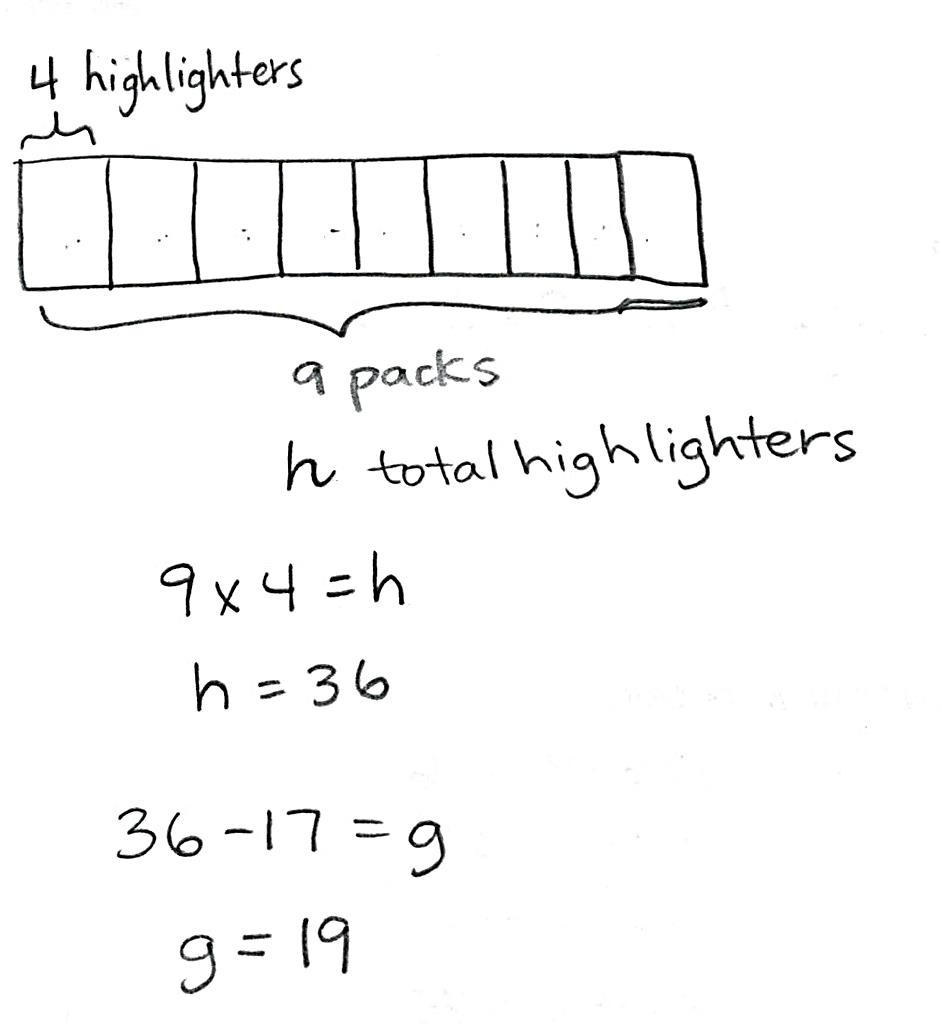 4 highlighters
9 packs
h total highlighters
9 x 4 = h
h = 36
36 - 17 = g
g = 19